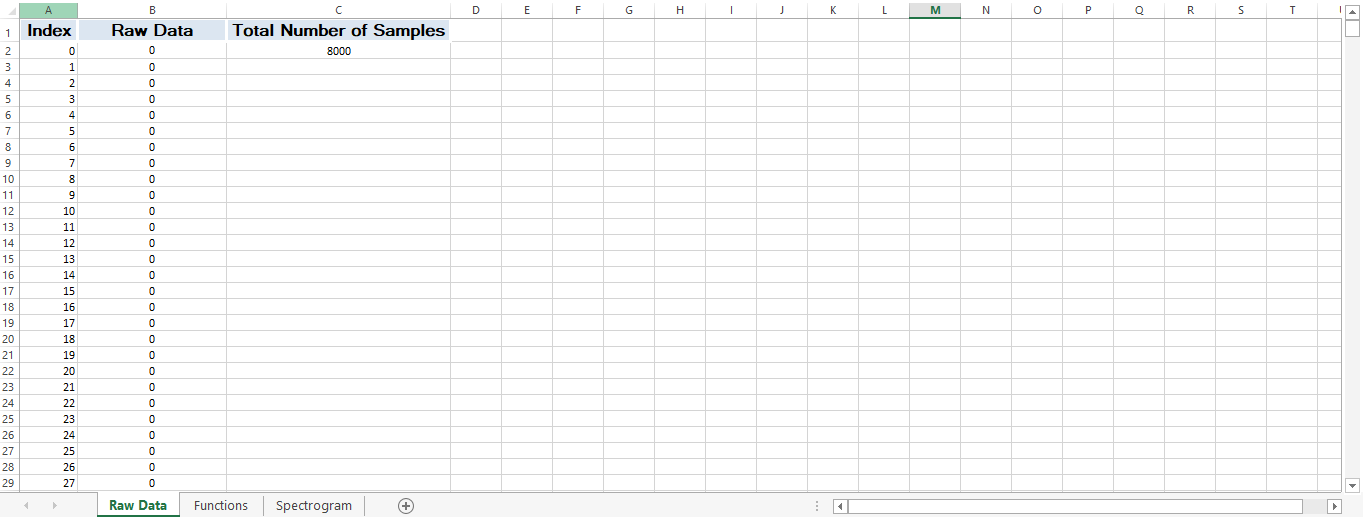 A B C D E F G H I J K L M N O P Q R S T
1 Index Raw Data Total Number of Samples
2 0 0 8000
3 1 0
4 2 0
5 3 0
6 4 0
7 5 0
8 6 0
9 7 0
10 8 0
11 9 0
12 10 0
13 11 0
14 12 0
15 13 0
16 14 0
17 15 0
18 16 0
19 17 0
20 18 0
21 19 0
22 20 0
23 21 0
24 22 0
25 23 0
26 24 0
27 25 0
28 26 0
29 27 0
Raw Data Functions Spectrogram